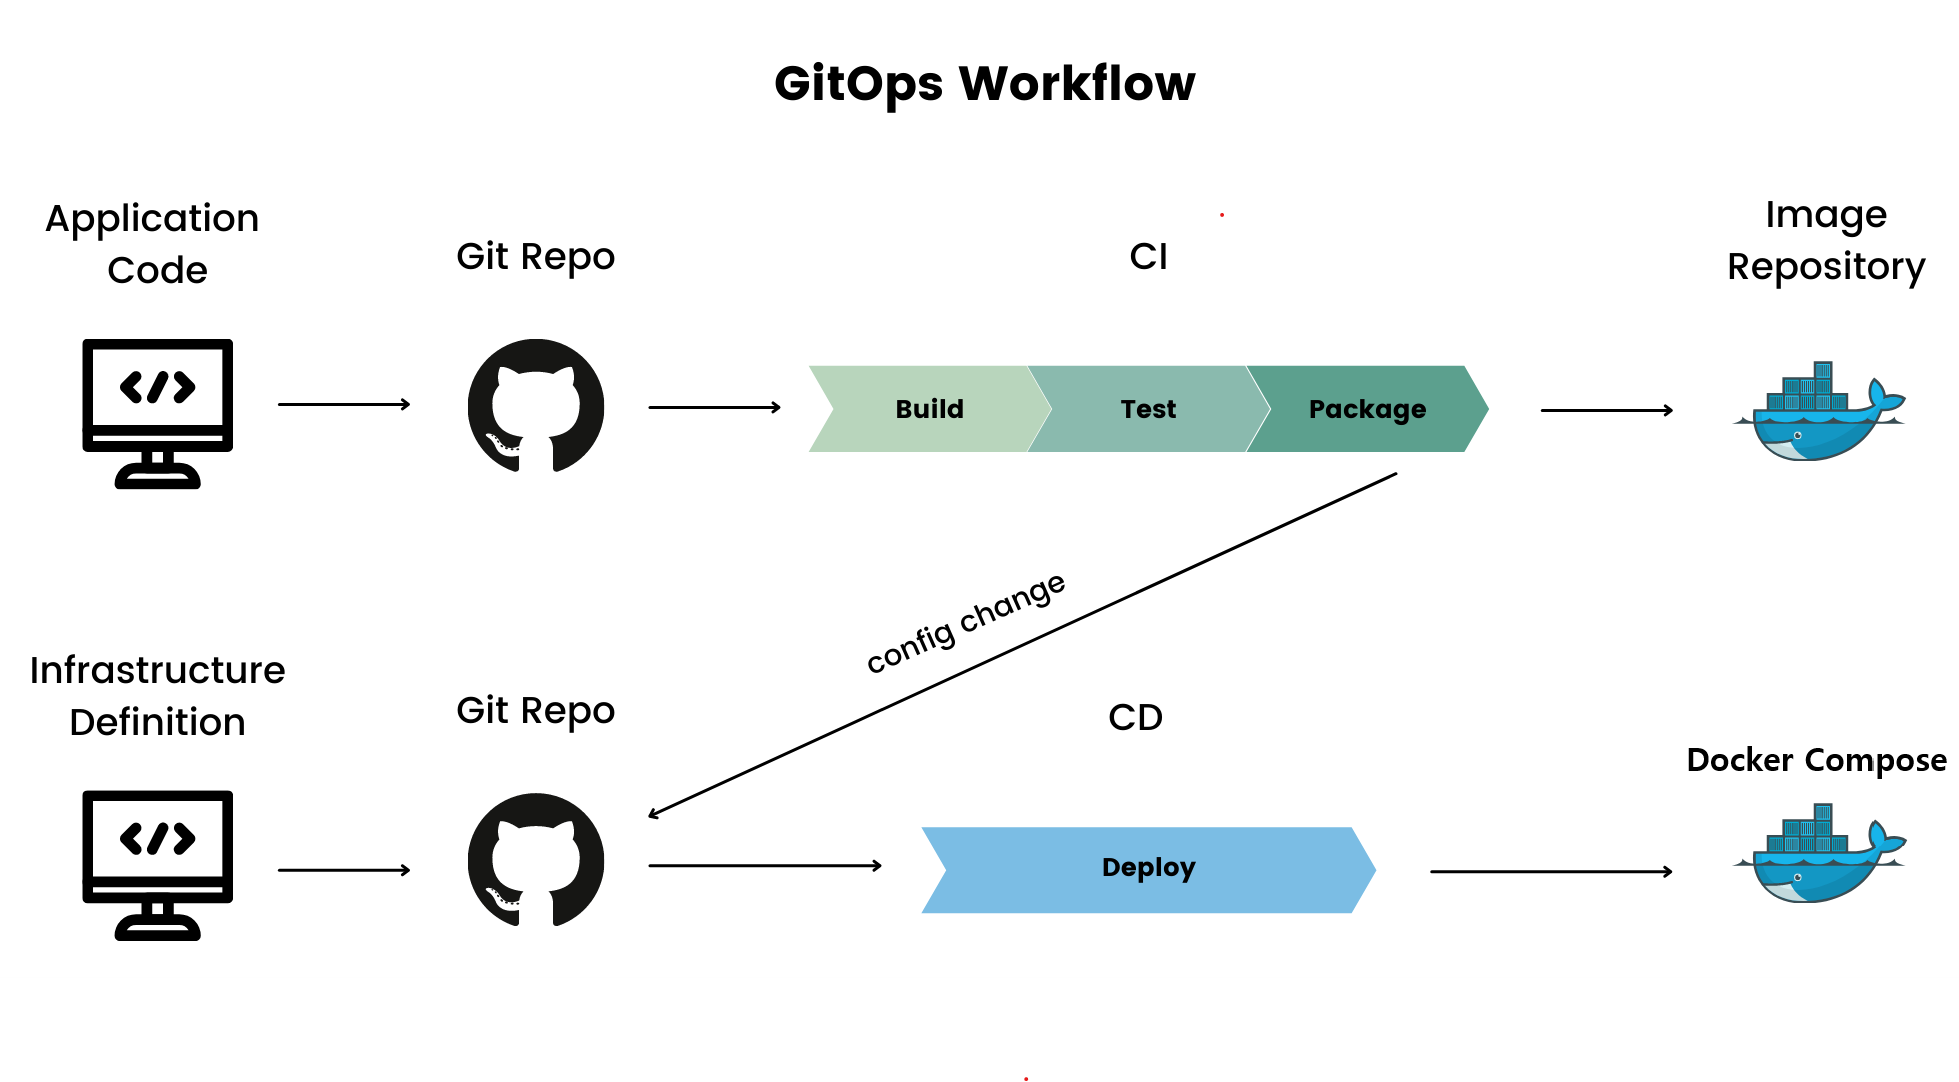 GitOps Workflow
Application
Code
Git Repo
CI
Image
Repository
</>
Build
Test
Package
config change
Infrastructure
Definition
Git Repo
CD
Docker Compose
</>
Deploy